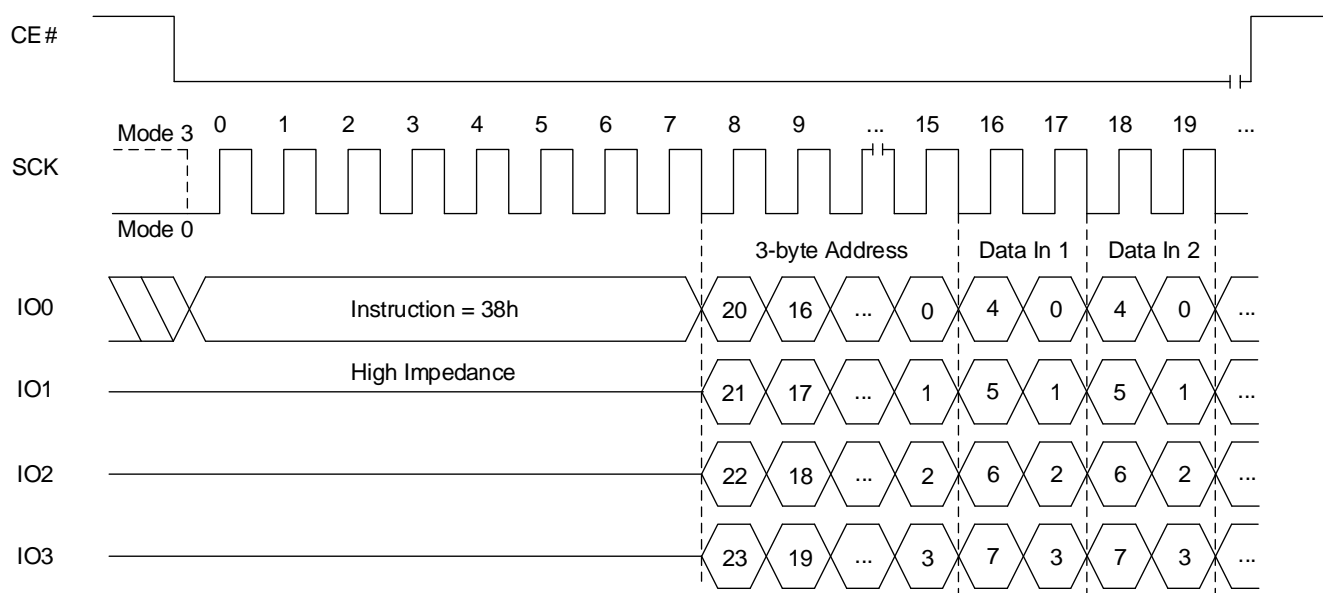 CE#
0 1 2 3 4 5 6 7 8 9 ... 15 16 17 18 19 ...
Mode 3
SCK
Mode 0
3-byte Address Data In 1 Data In 2
IO0 Instruction = 38h 20 16 ... 0 4 0 4 0 ...
High Impedance
IO1 21 17 ... 1 5 1 5 1 ...
IO2 22 18 ... 2 6 2 6 2 ...
IO3 23 19 ... 3 7 3 7 3 ...